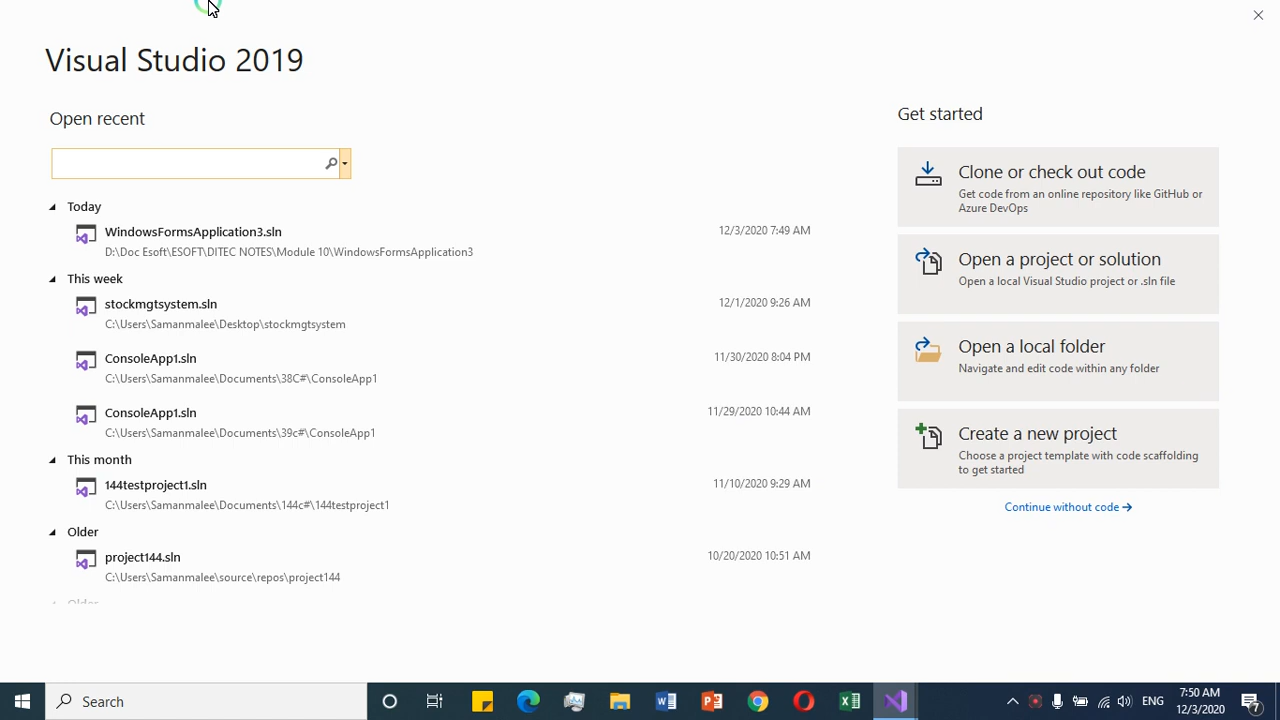 Visual Studio 2019
Open recent
Today
WindowsFormsApplication3.sln
12/3/2020 7:49 AM
D:\Doc Esoft\ESOFT\DITEC NOTES\Module 10\WindowsFormsApplication3
This week
stockmgtsystem.sln
12/1/2020 9:26 AM
C:\Users\Samanmalee\Desktop\stockmgtsystem
ConsoleApp1.sln
11/30/2020 8:04 PM
C:\Users\Samanmalee\Documents\38C#\ConsoleApp1
ConsoleApp1.sln
11/29/2020 10:44 AM
C:\Users\Samanmalee\Documents\39c#\ConsoleApp1
This month
144testproject1.sln
11/10/2020 9:29 AM
C:\Users\Samanmalee\Documents\144c#\144testproject1
Older
project144.sln
10/20/2020 10:51 AM
C:\Users\Samanmalee\source\repos\project144
Older
Get started
Clone or check out code
Get code from an online repository like GitHub or
Azure DevOps
Open a project or solution
Open a local Visual Studio project or .sln file
Open a local folder
Navigate and edit code within any folder
Create a new project
Choose a project template with code scaffolding
to get started
Continue without code →
Search
ENG
7:50 AM
12/3/2020
7